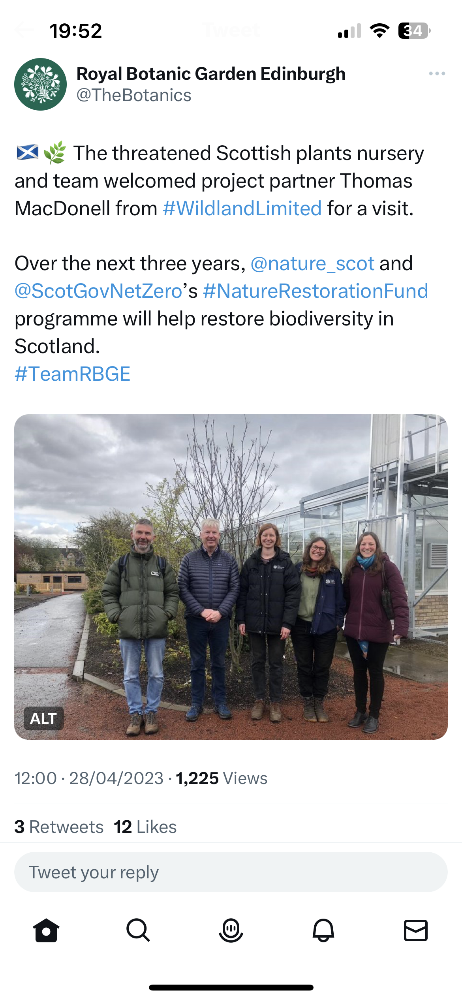 19:52
Tweet
34
Royal Botanic Garden Edinburgh
@TheBotanics
🏴󠁧󠁢󠁳󠁣󠁴󠁿🌿 The threatened Scottish plants nursery
and team welcomed project partner Thomas
MacDonell from #WildlandLimited for a visit.
Over the next three years, @nature_scot and
@ScotGovNetZero’s #NatureRestorationFund
programme will help restore biodiversity in
Scotland.
#TeamRBGE
ALT
12:00 · 28/04/2023 · 1,225 Views
3 Retweets 12 Likes
Tweet your reply